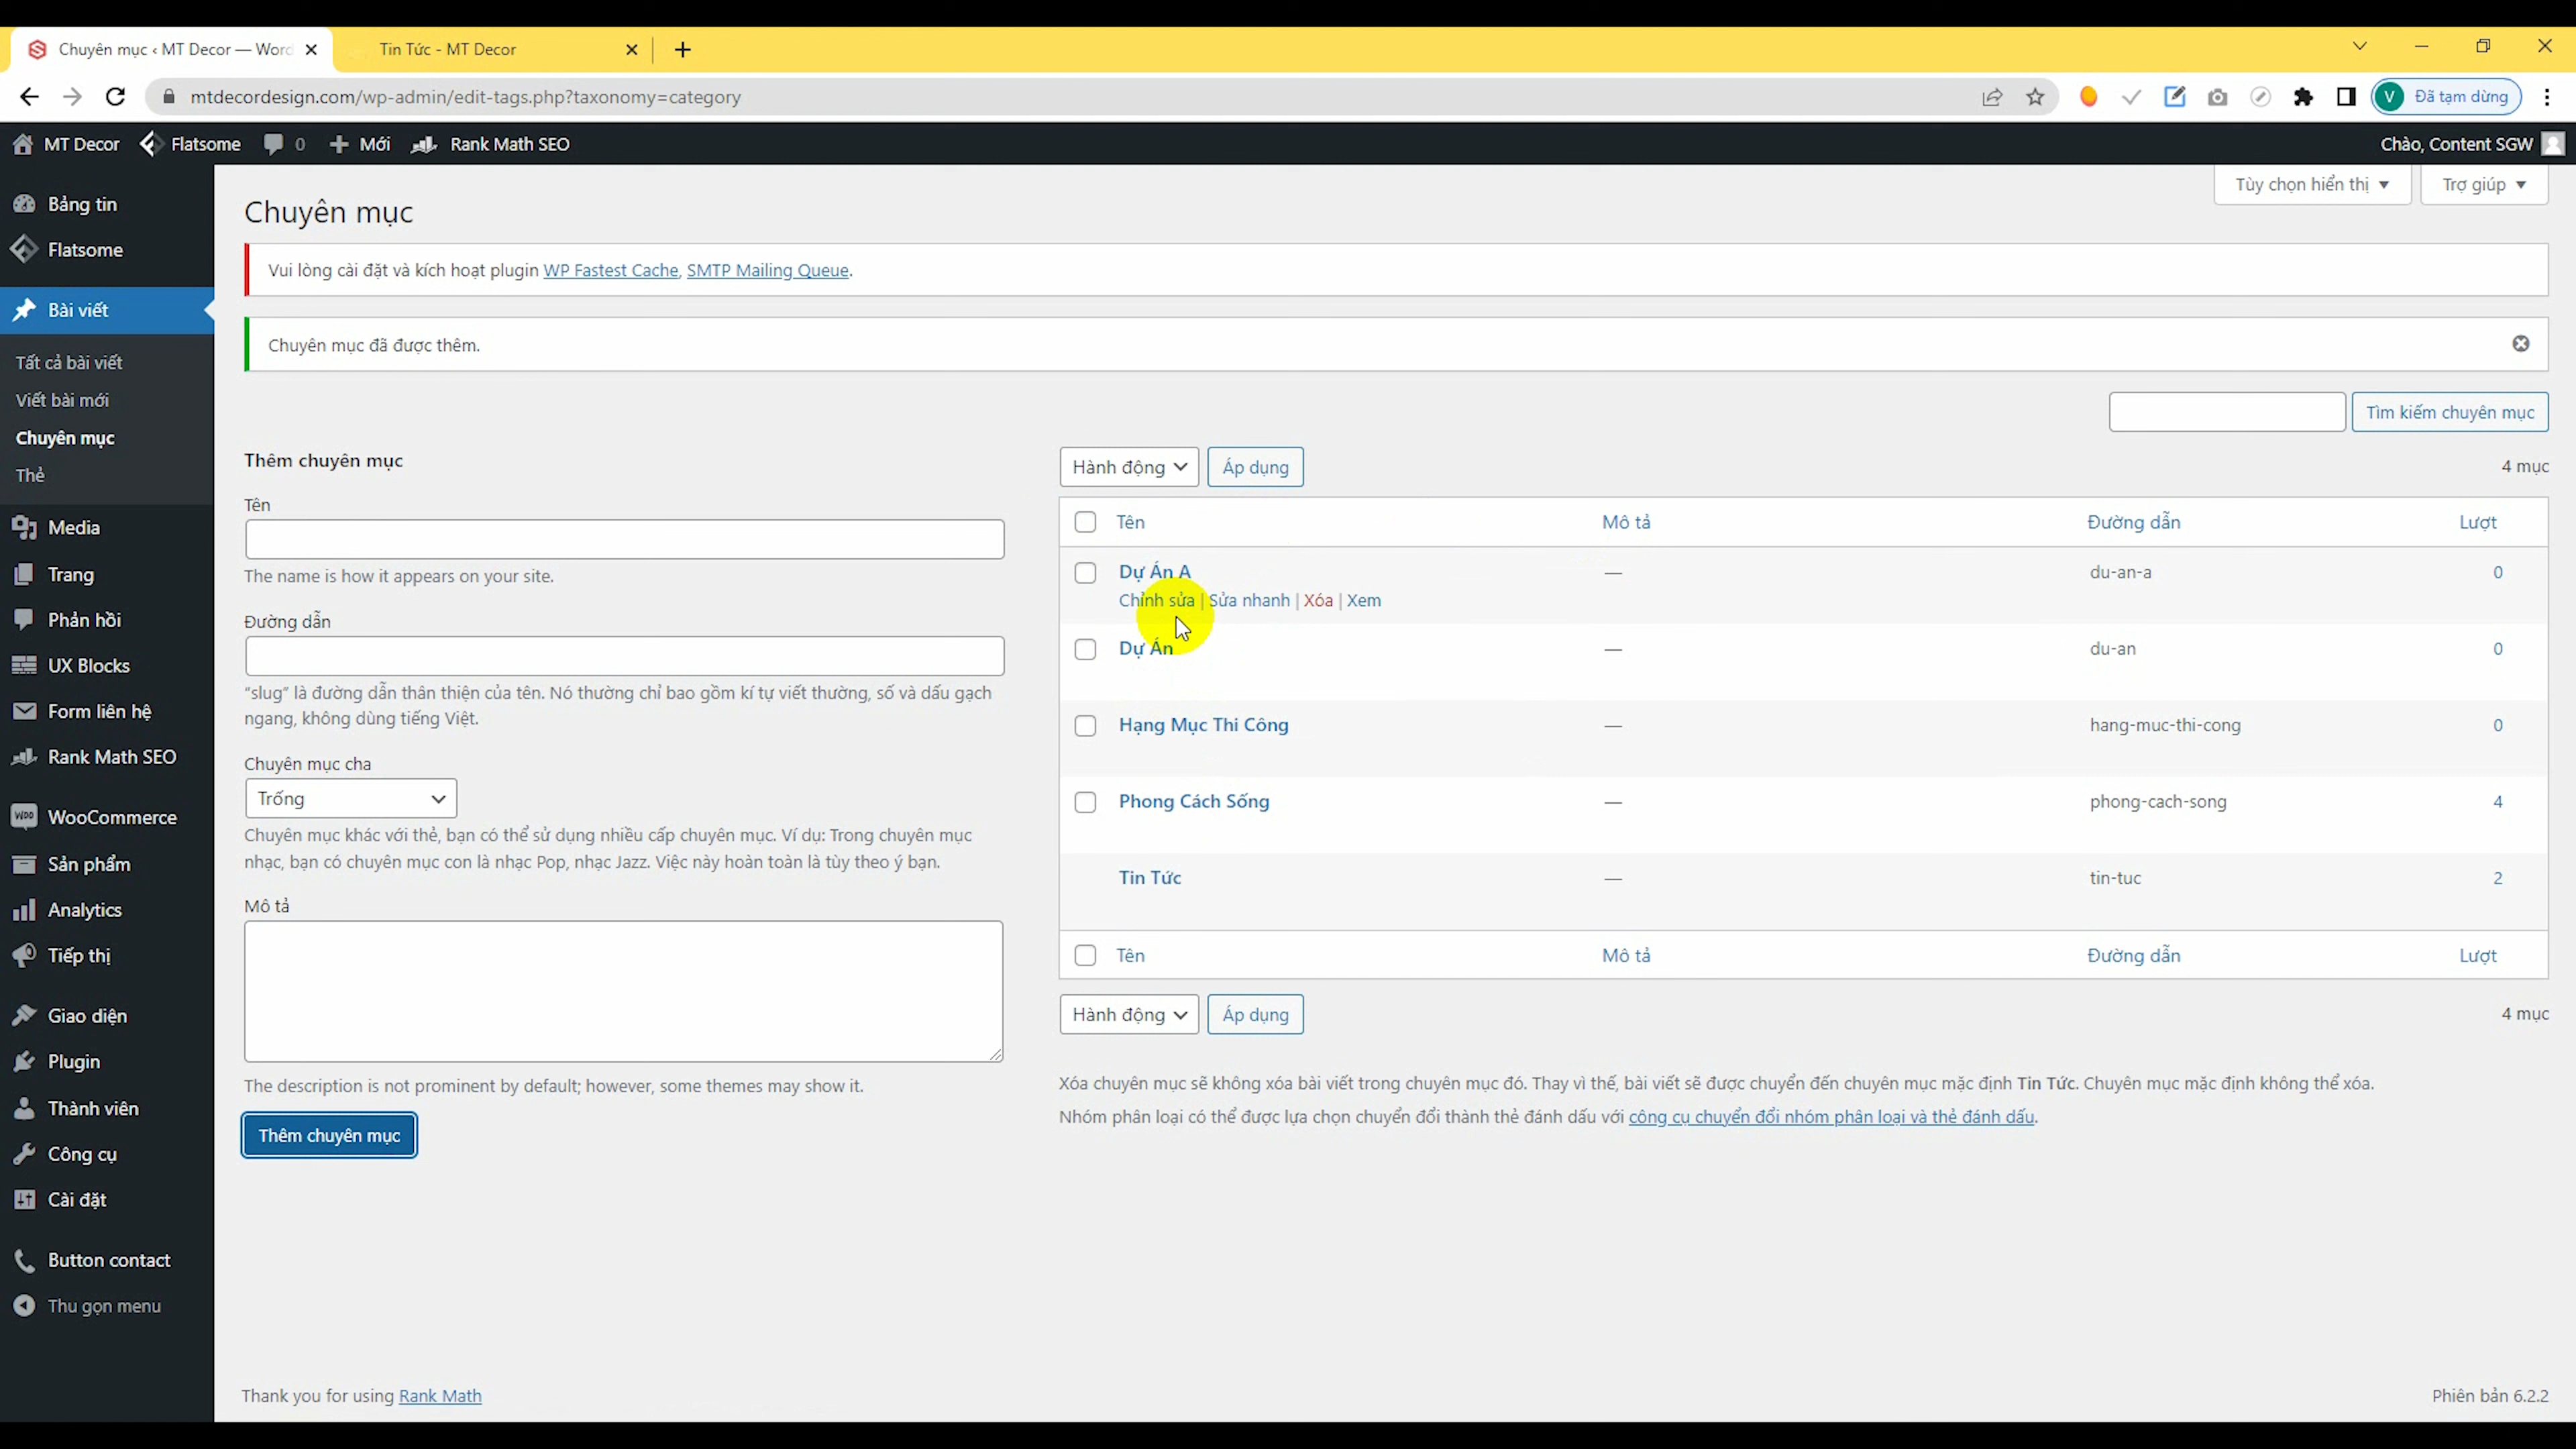 Chuyên mục ‹ MT Decor — Word
Tin Tức - MT Decor
mtdecordesign.com/wp-admin/edit-tags.php?taxonomy=category
V Đã tạm dừng
MT Decor Flatsome 0 Mới Rank Math SEO
Chào, Content SGW
Tùy chọn hiển thị
Trợ giúp
Bảng tin
Flatsome
Bài viết
Tất cả bài viết
Viết bài mới
Chuyên mục
Thẻ
Media
Trang
Phản hồi
UX Blocks
Form liên hệ
Rank Math SEO
WooCommerce
Sản phẩm
Analytics
Tiếp thị
Giao diện
Plugin
Thành viên
Công cụ
Cài đặt
Button contact
Thu gọn menu
Chuyên mục
Vui lòng cài đặt và kích hoạt plugin WP Fastest Cache, SMTP Mailing Queue.
Chuyên mục đã được thêm.
Tìm kiếm chuyên mục
Thêm chuyên mục
Tên
The name is how it appears on your site.
Đường dẫn
“slug” là đường dẫn thân thiện của tên. Nó thường chỉ bao gồm kí tự viết thường, số và dấu gạch
ngang, không dùng tiếng Việt.
Chuyên mục cha
Trống
Chuyên mục khác với thẻ, bạn có thể sử dụng nhiều cấp chuyên mục. Ví dụ: Trong chuyên mục
nhạc, bạn có chuyên mục con là nhạc Pop, nhạc Jazz. Việc này hoàn toàn là tùy theo ý bạn.
Mô tả
The description is not prominent by default; however, some themes may show it.
Thêm chuyên mục
Hành động Áp dụng 4 mục
Tên Mô tả Đường dẫn Lượt
Dự Án A — du-an-a 0
Chỉnh sửa | Sửa nhanh | Xóa | Xem
Dự Án — du-an 0
Hạng Mục Thi Công — hang-muc-thi-cong 0
Phong Cách Sống — phong-cach-song 4
Tin Tức — tin-tuc 2
Tên Mô tả Đường dẫn Lượt
Hành động Áp dụng 4 mục
Xóa chuyên mục sẽ không xóa bài viết trong chuyên mục đó. Thay vì thế, bài viết sẽ được chuyển đến chuyên mục mặc định Tin Tức. Chuyên mục mặc định không thể xóa.
Nhóm phân loại có thể được lựa chọn chuyển đổi thành thẻ đánh dấu với công cụ chuyển đổi nhóm phân loại và thẻ đánh dấu.
Thank you for using Rank Math
Phiên bản 6.2.2